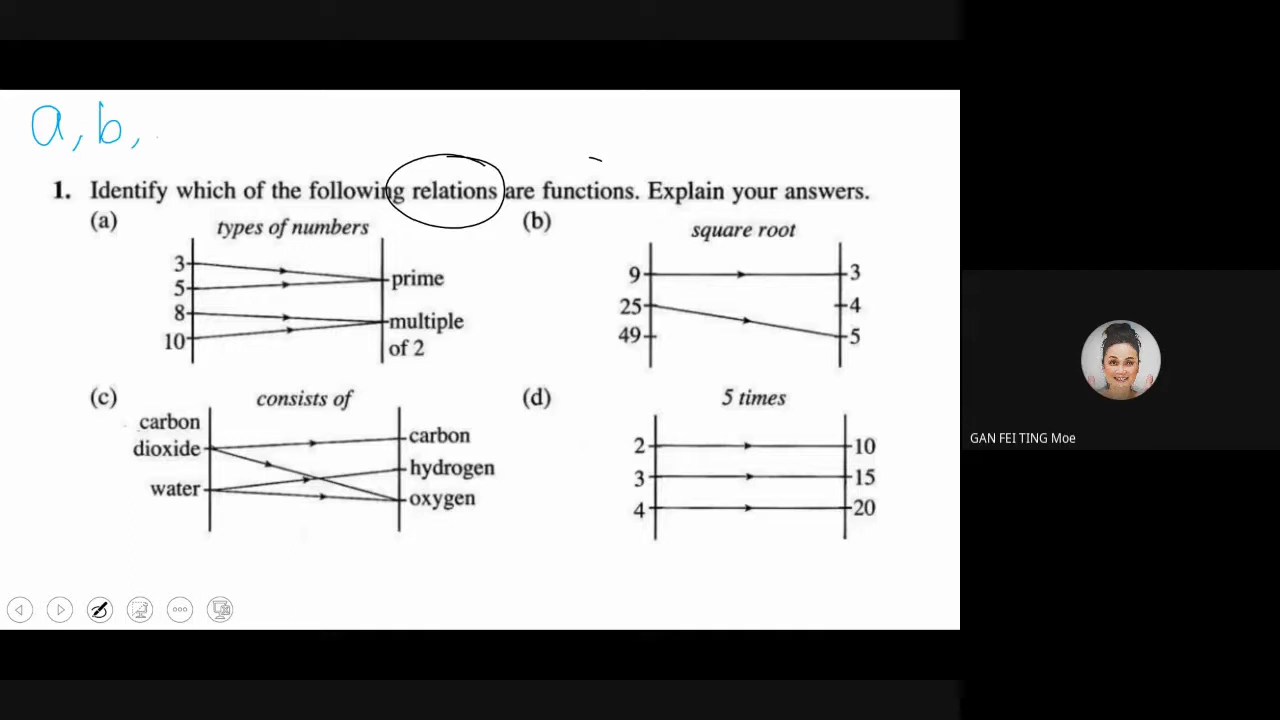 a, b,
1. Identify which of the following relations are functions. Explain your answers.
(a) types of numbers
3
5
8
10
prime
multiple
of 2
(b) square root
9
25
49
3
4
5
(c) consists of
carbon
dioxide
water
carbon
hydrogen
oxygen
(d) 5 times
2
3
4
10
15
20
GAN FEI TING Moe